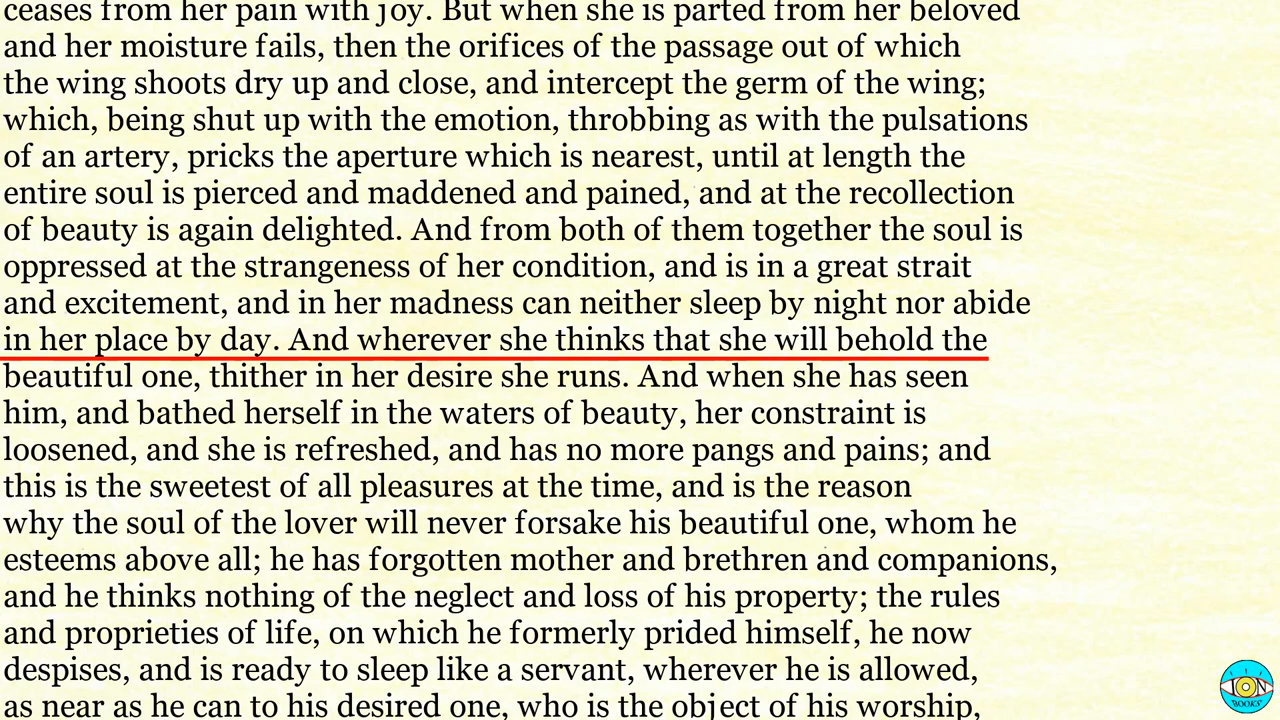 ceases from her pain with joy. But when she is parted from her beloved
and her moisture fails, then the orifices of the passage out of which
the wing shoots dry up and close, and intercept the germ of the wing;
which, being shut up with the emotion, throbbing as with the pulsations
of an artery, pricks the aperture which is nearest, until at length the
entire soul is pierced and maddened and pained, and at the recollection
of beauty is again delighted. And from both of them together the soul is
oppressed at the strangeness of her condition, and is in a great strait
and excitement, and in her madness can neither sleep by night nor abide
in her place by day. And wherever she thinks that she will behold the
beautiful one, thither in her desire she runs. And when she has seen
him, and bathed herself in the waters of beauty, her constraint is
loosened, and she is refreshed, and has no more pangs and pains; and
this is the sweetest of all pleasures at the time, and is the reason
why the soul of the lover will never forsake his beautiful one, whom he
esteems above all; he has forgotten mother and brethren and companions,
and he thinks nothing of the neglect and loss of his property; the rules
and proprieties of life, on which he formerly prided himself, he now
despises, and is ready to sleep like a servant, wherever he is allowed,
as near as he can to his desired one, who is the object of his worship,
ION
BOOKS